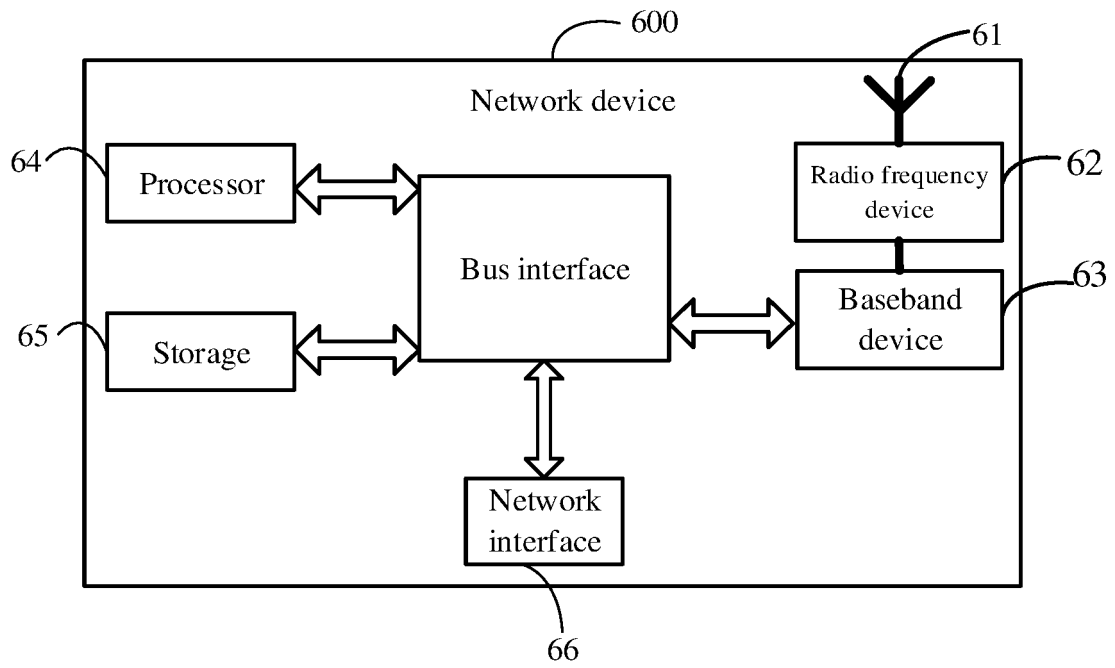 600
61
Network device
64
Processor
Radio frequency
device
62
Bus interface
63
Baseband
device
65
Storage
Network
interface
66